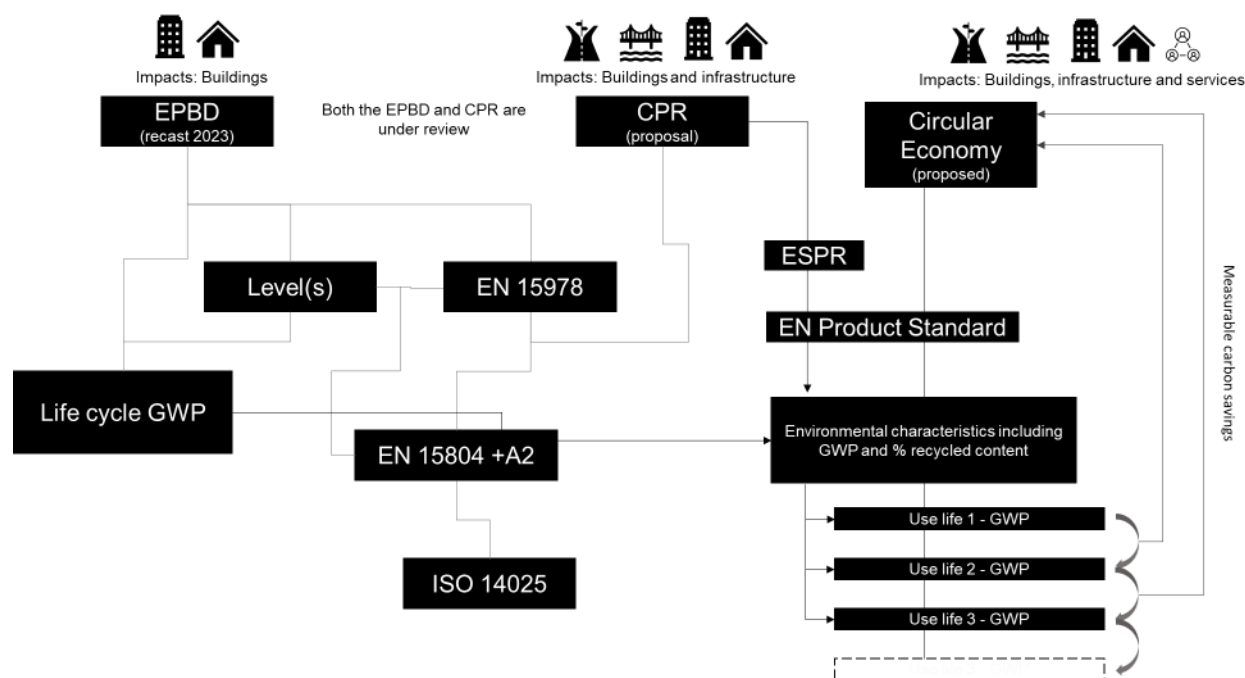 Impacts: Buildings
Impacts: Buildings and infrastructure
Impacts: Buildings, infrastructure and services
EPBD
(recast 2023)
Both the EPBD and CPR are
under review
CPR
(proposal)
Circular
Economy
(proposed)
ESPR
Level(s)
EN 15978
EN Product Standard
Measurable carbon savings
Life cycle GWP
EN 15804 +A2
Environmental characteristics including
GWP and % recycled content
Use life 1 - GWP
Use life 2 - GWP
ISO 14025
Use life 3 - GWP